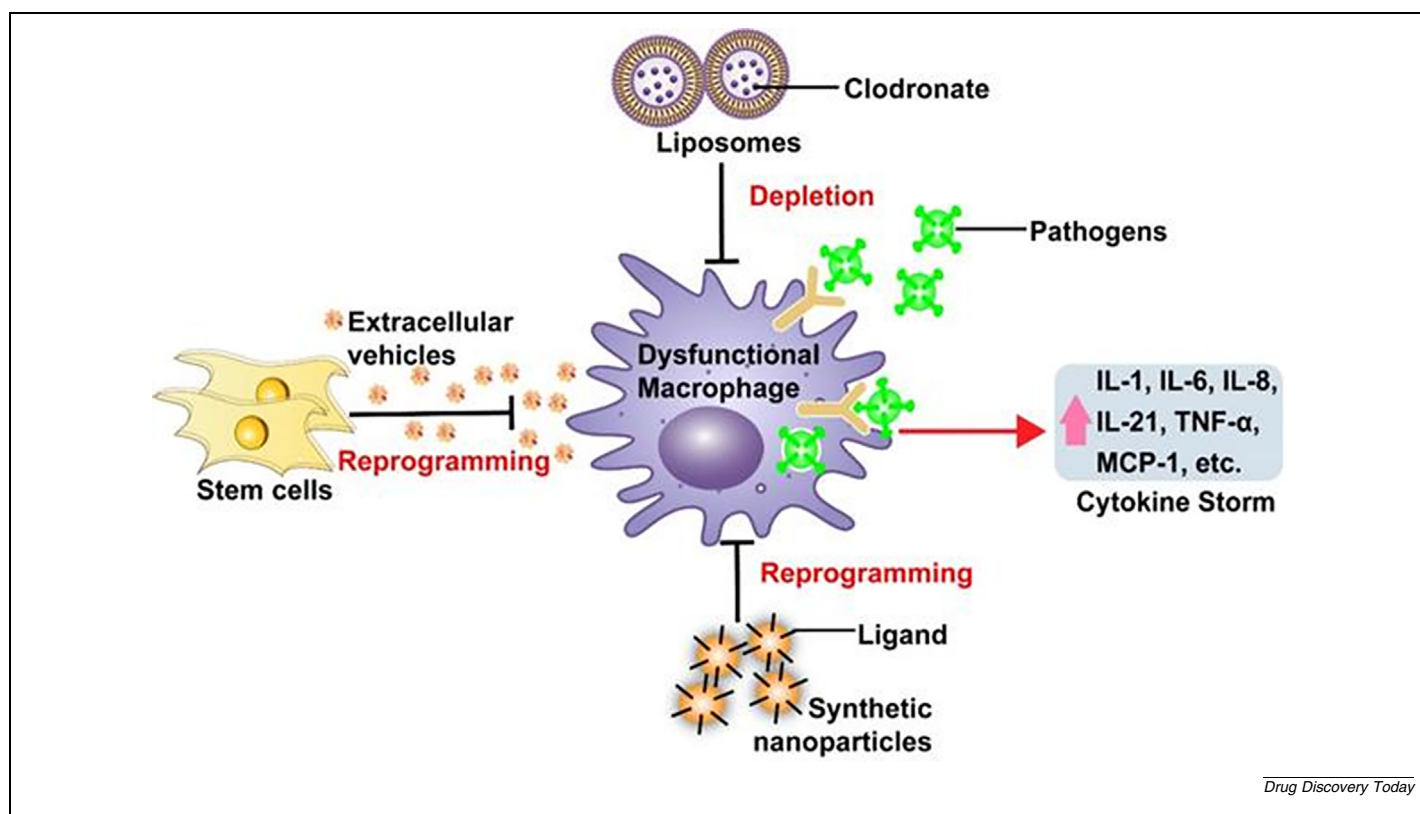 Clodronate
Liposomes
Depletion
Pathogens
Extracellular
vehicles
Dysfunctional
Macrophage
IL-1, IL-6, IL-8,
IL-21, TNF-α,
MCP-1, etc.
Reprogramming
Stem cells
Cytokine Storm
Reprogramming
Ligand
Synthetic
nanoparticles
Drug Discovery Today